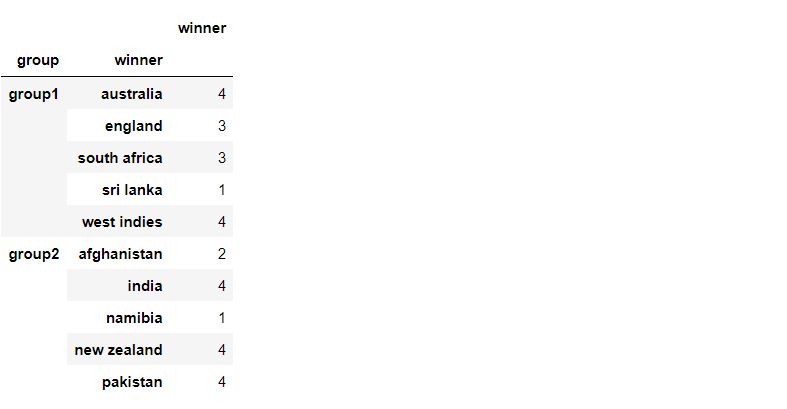 winner
group winner
group1 australia 4
england 3
south africa 3
sri lanka 1
west indies 4
group2 afghanistan 2
india 4
namibia 1
new zealand 4
pakistan 4